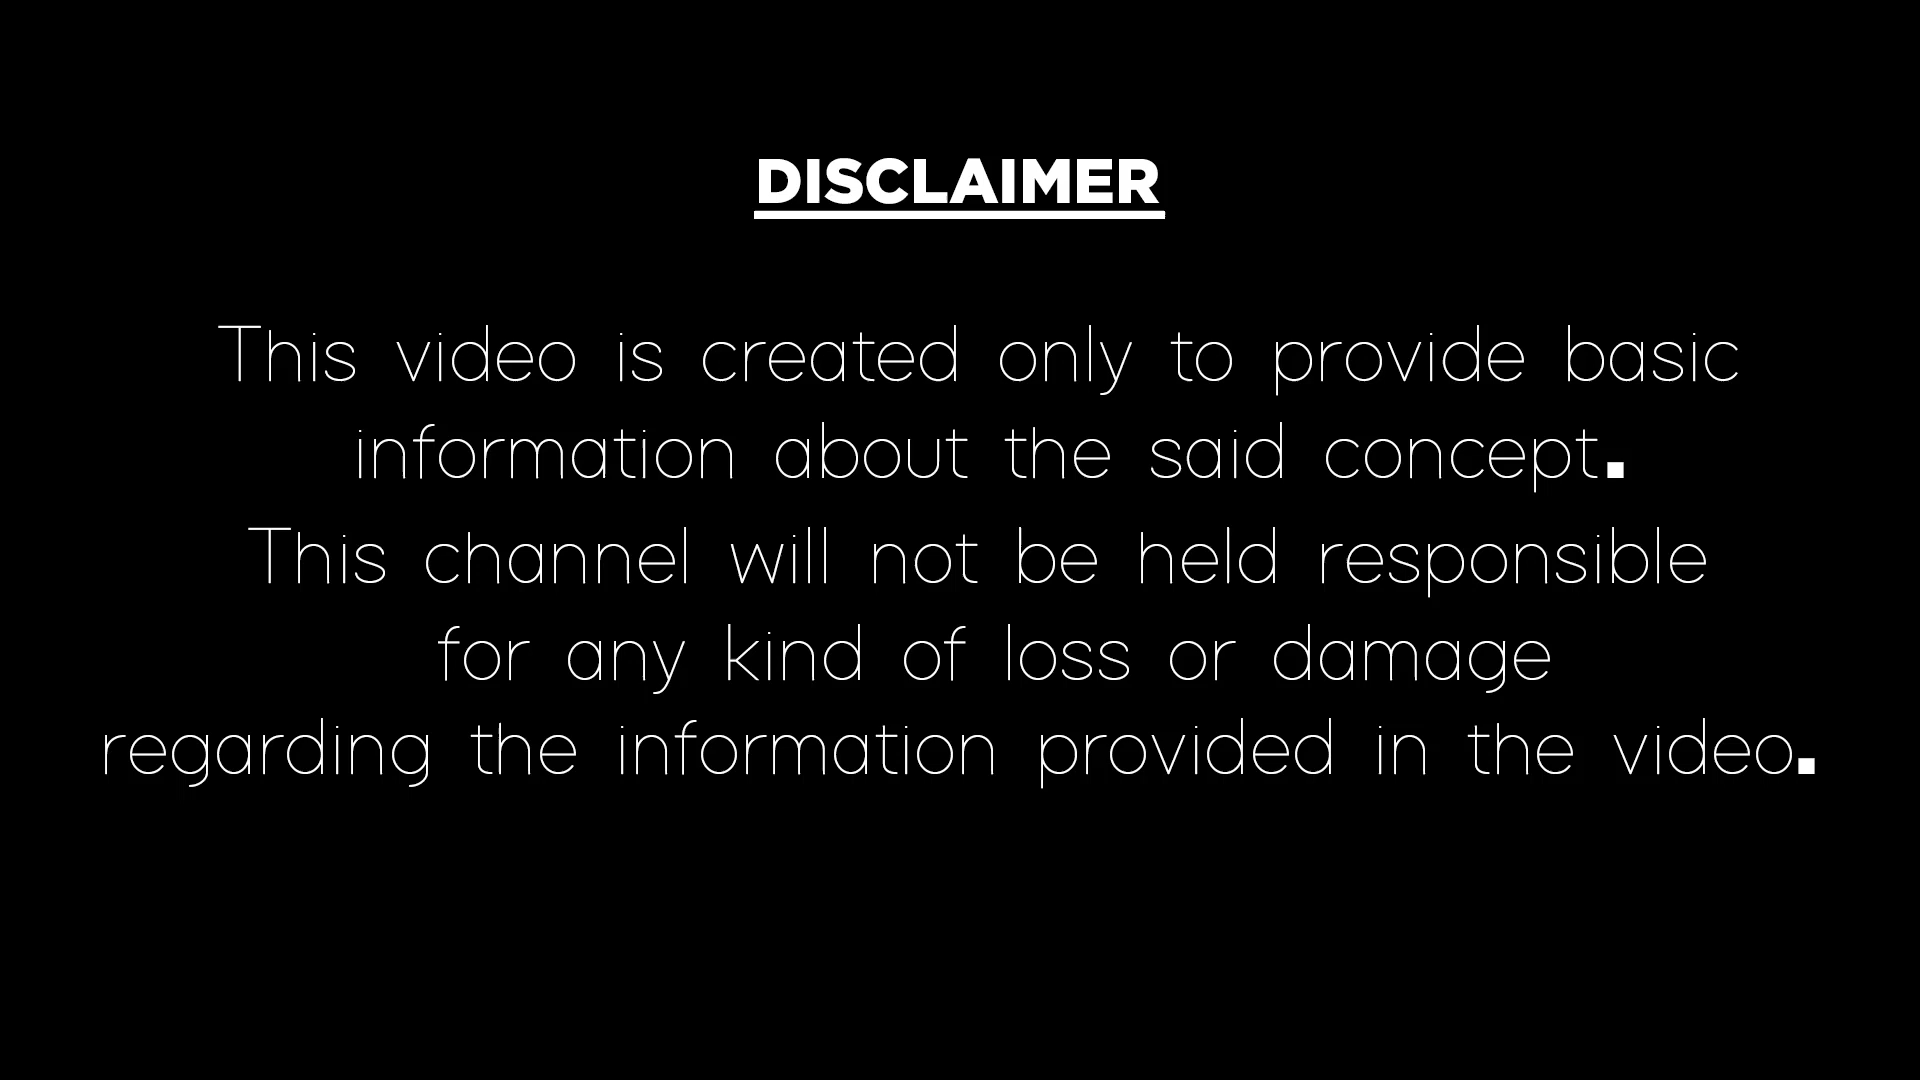 DISCLAIMER
This video is created only to provide basic
information about the said concept.
This channel will not be held responsible
for any kind of loss or damage
regarding the information provided in the video.